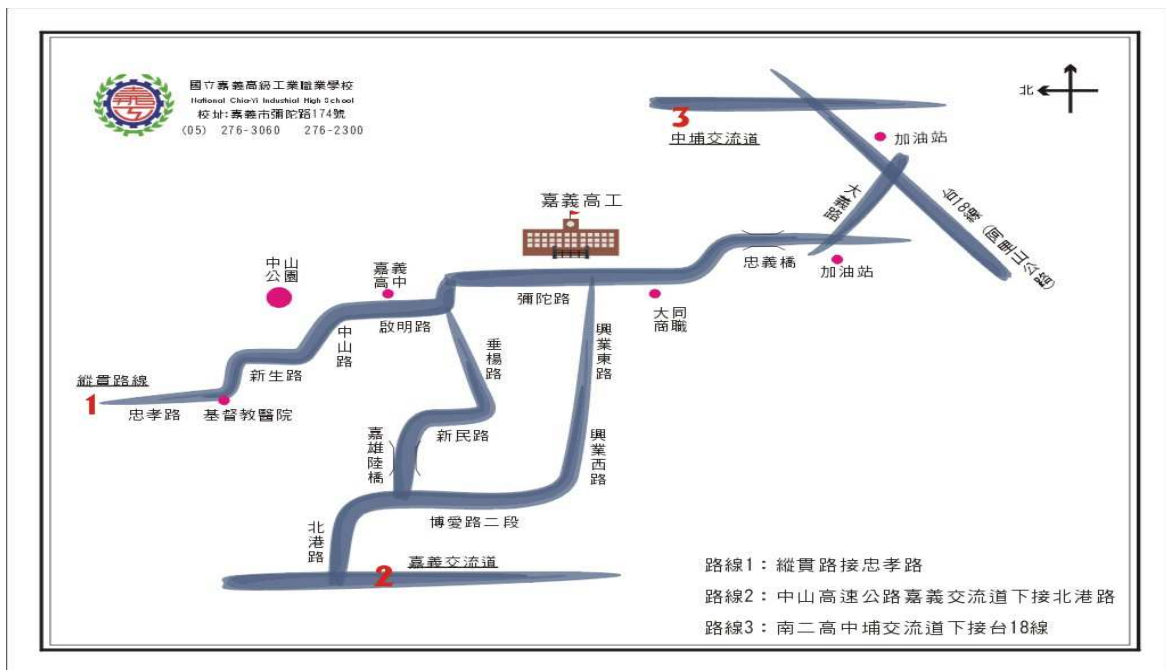 國立嘉義高級工業職業學校
National Chia-Yi Industrial High School
校址:嘉義市彌陀路174號
(05) 276-3060 276-2300
北
3
中埔交流道
加油站
大義路
台18線 (阿里山公路)
嘉義高工
忠義橋
加油站
中山
公園
嘉義
高中
彌陀路
大同
商職
啟明路
中山路
垂楊路
興業東路
新生路
縱貫路線
1
忠孝路
基督教醫院
嘉雄陸橋
新民路
興業西路
博愛路二段
北港路
嘉義交流道
2
路線1：縱貫路接忠孝路
路線2：中山高速公路嘉義交流道下接北港路
路線3：南二高中埔交流道下接台18線